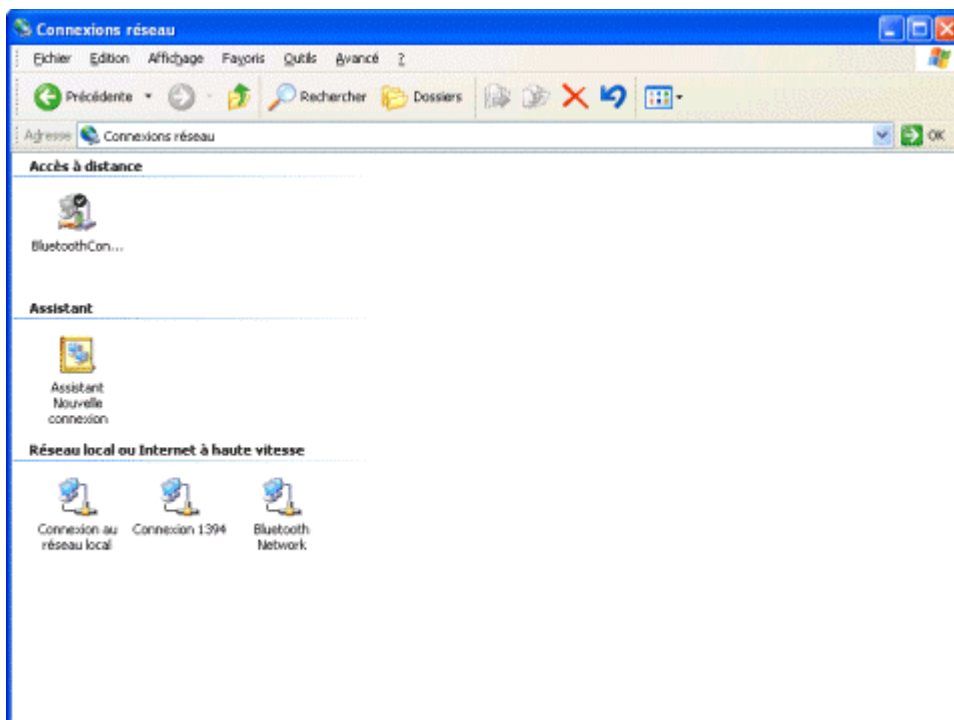 Connexions réseau
Fichier Edition Affichage Favoris Outils Avancé ?
Précédente Rechercher Dossiers
Adresse Connexions réseau OK
Accès à distance
BluetoothCon...
Assistant
Assistant
Nouvelle
connexion
Réseau local ou Internet à haute vitesse
Connexion au Connexion 1394 Bluetooth
réseau local Network